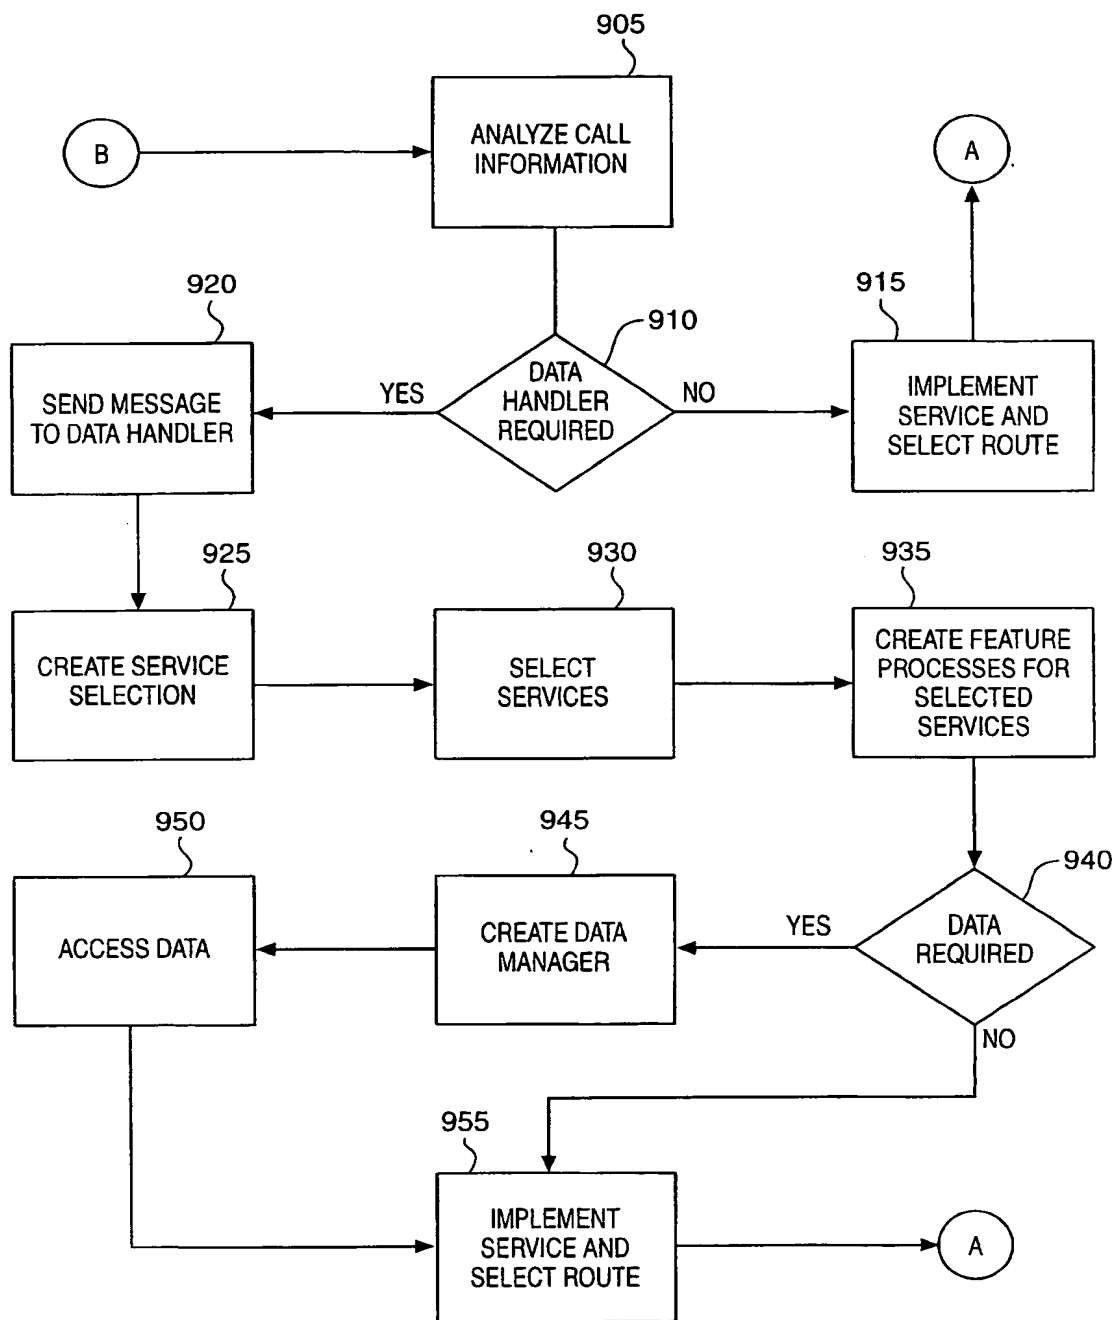 905
ANALYZE CALL
INFORMATION
B
A
920
910
915
SEND MESSAGE
TO DATA HANDLER
YES
DATA
HANDLER
REQUIRED
NO
IMPLEMENT
SERVICE AND
SELECT ROUTE
925
930
935
CREATE SERVICE
SELECTION
SELECT
SERVICES
CREATE FEATURE
PROCESSES FOR
SELECTED
SERVICES
950
945
940
ACCESS DATA
CREATE DATA
MANAGER
YES
DATA
REQUIRED
NO
955
IMPLEMENT
SERVICE AND
SELECT ROUTE
A